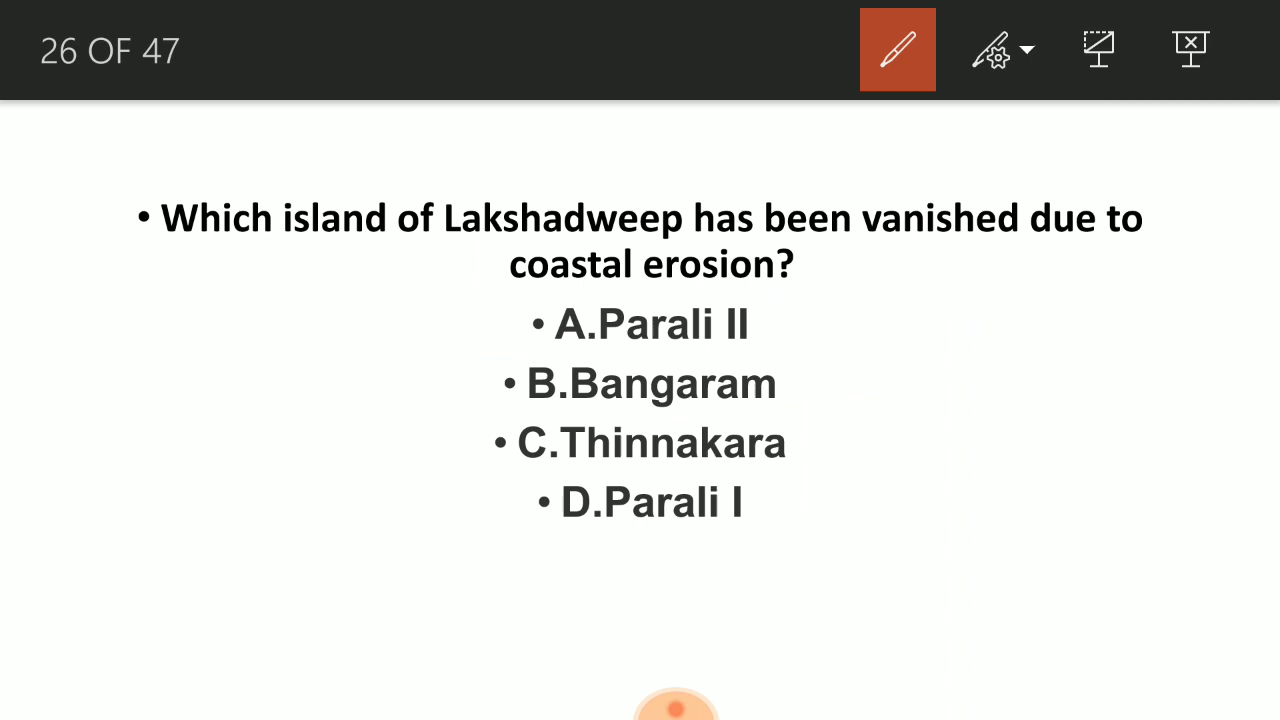 26 OF 47
• Which island of Lakshadweep has been vanished due to
coastal erosion?
• A.Parali II
• B.Bangaram
• C.Thinnakara
• D.Parali I